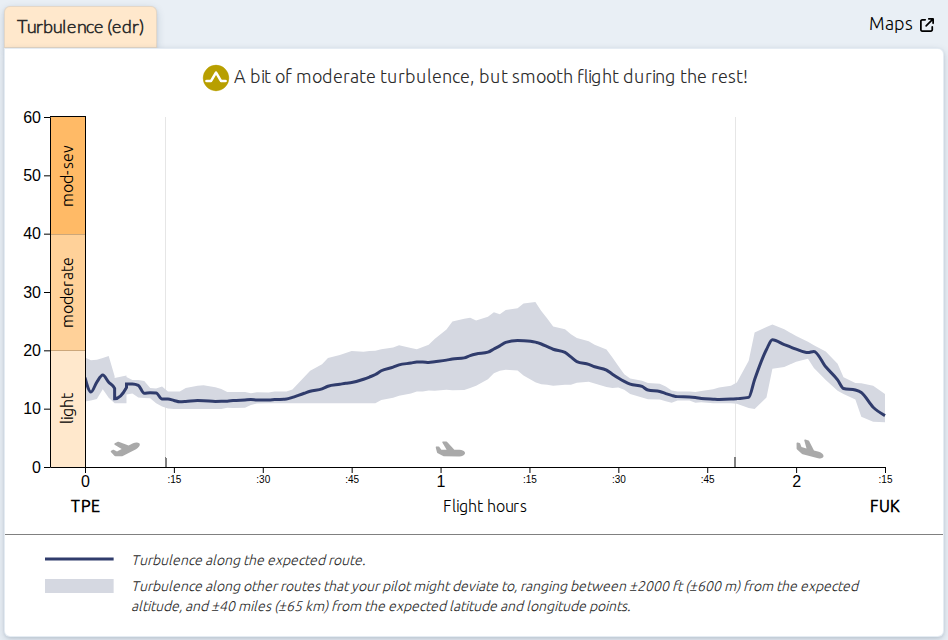 Turbulence (edr)
Maps
A bit of moderate turbulence, but smooth flight during the rest!
60
50
40
30
20
10
0
mod-sev
moderate
light
0 :15 :30 :45 1 :15 :30 :45 2 :15
TPE Flight hours FUK
Turbulence along the expected route.
Turbulence along other routes that your pilot might deviate to, ranging between ±2000 ft (±600 m) from the expected
altitude, and ±40 miles (±65 km) from the expected latitude and longitude points.